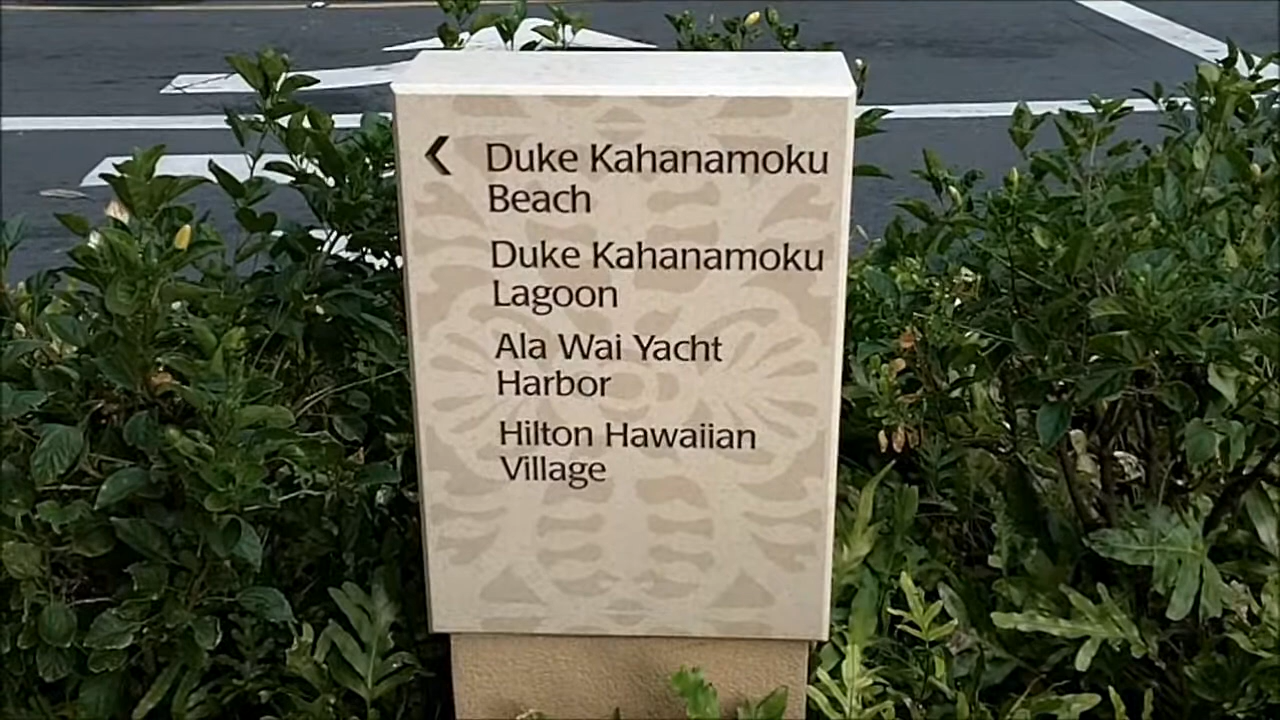 Duke Kahanamoku
Beach
Duke Kahanamoku
Lagoon
Ala Wai Yacht
Harbor
Hilton Hawaiian
Village